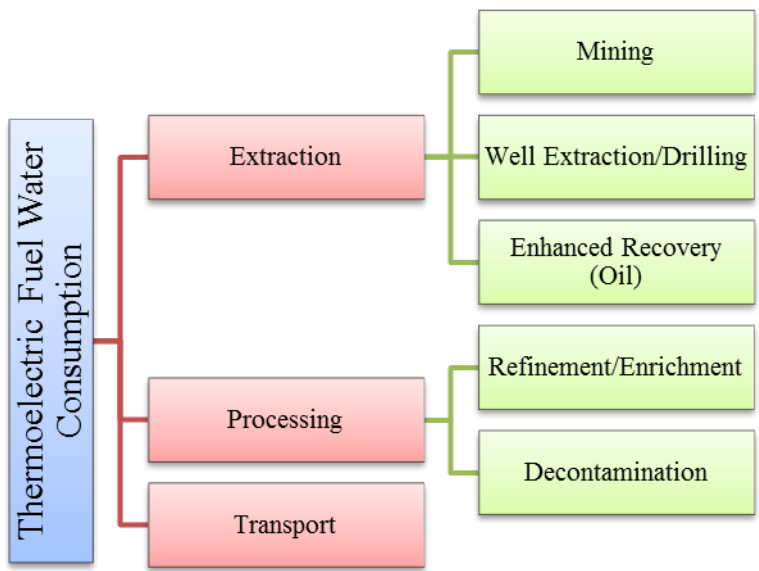 Thermoelectric Fuel Water
Consumption
Extraction
Mining
Well Extraction/Drilling
Enhanced Recovery
(Oil)
Processing
Refinement/Enrichment
Decontamination
Transport